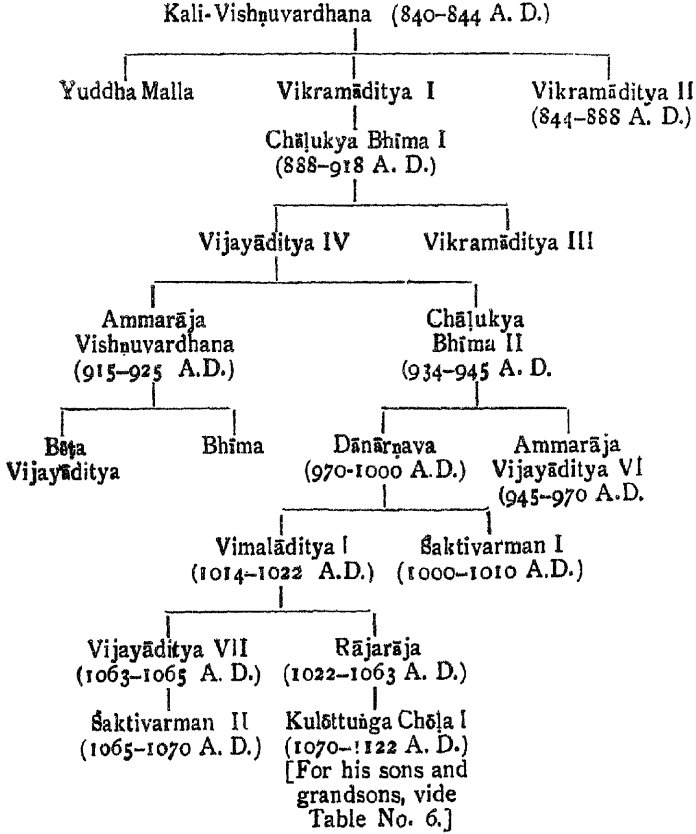 Kali-Vishṇuvardhana (840–844 A. D.)
Yuddha Malla
Vikramāditya I
Vikramāditya II
(844–888 A. D.)
Chāḷukya Bhīma I
(888–918 A. D.)
Vijayāditya IV
Vikramāditya III
Ammarāja
Vishṇuvardhana
(915–925 A.D.)
Chāḷukya
Bhīma II
(934–945 A. D.
Bēṭa
Vijayāditya
Bhīma
Dānārṇava
(970-1000 A.D.)
Ammarāja
Vijayāditya VI
(945–970 A.D.
Vimalāditya I
(1014–1022 A.D.)
Śaktivarman I
(1000–1010 A.D.)
Vijayāditya VII
(1063–1065 A. D.)
Rājarāja
(1022–1063 A. D.)
Śaktivarman II
(1065–1070 A. D.)
Kulōttuṅga Chōḷa I
(1070–1122 A. D.)
[For his sons and
grandsons, vide
Table No. 6.]